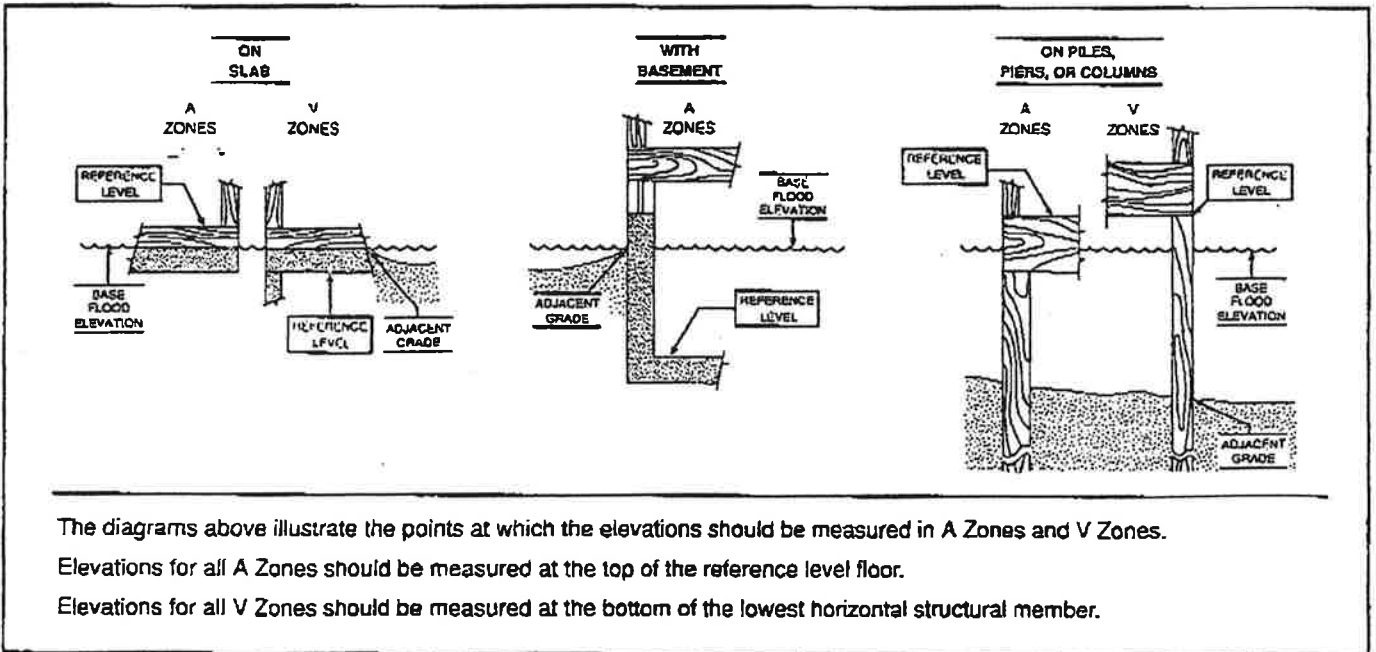 ON
SLAB
WITH
BASEMENT
ON PILES,
PIERS, OR COLUMNS
A
ZONES
V
ZONES
A
ZONES
A
ZONES
V
ZONES
REFERENCE
LEVEL
BASE
FLOOD
ELEVATION
REFERENCE
LEVEL
ADJACENT
GRADE
BASE
FLOOD
ELEVATION
ADJACENT
GRADE
REFERENCE
LEVEL
REFERENCE
LEVEL
REFERENCE
LEVEL
BASE
FLOOD
ELEVATION
ADJACENT
GRADE
The diagrams above illustrate the points at which the elevations should be measured in A Zones and V Zones.
Elevations for all A Zones should be measured at the top of the reference level floor.
Elevations for all V Zones should be measured at the bottom of the lowest horizontal structural member.